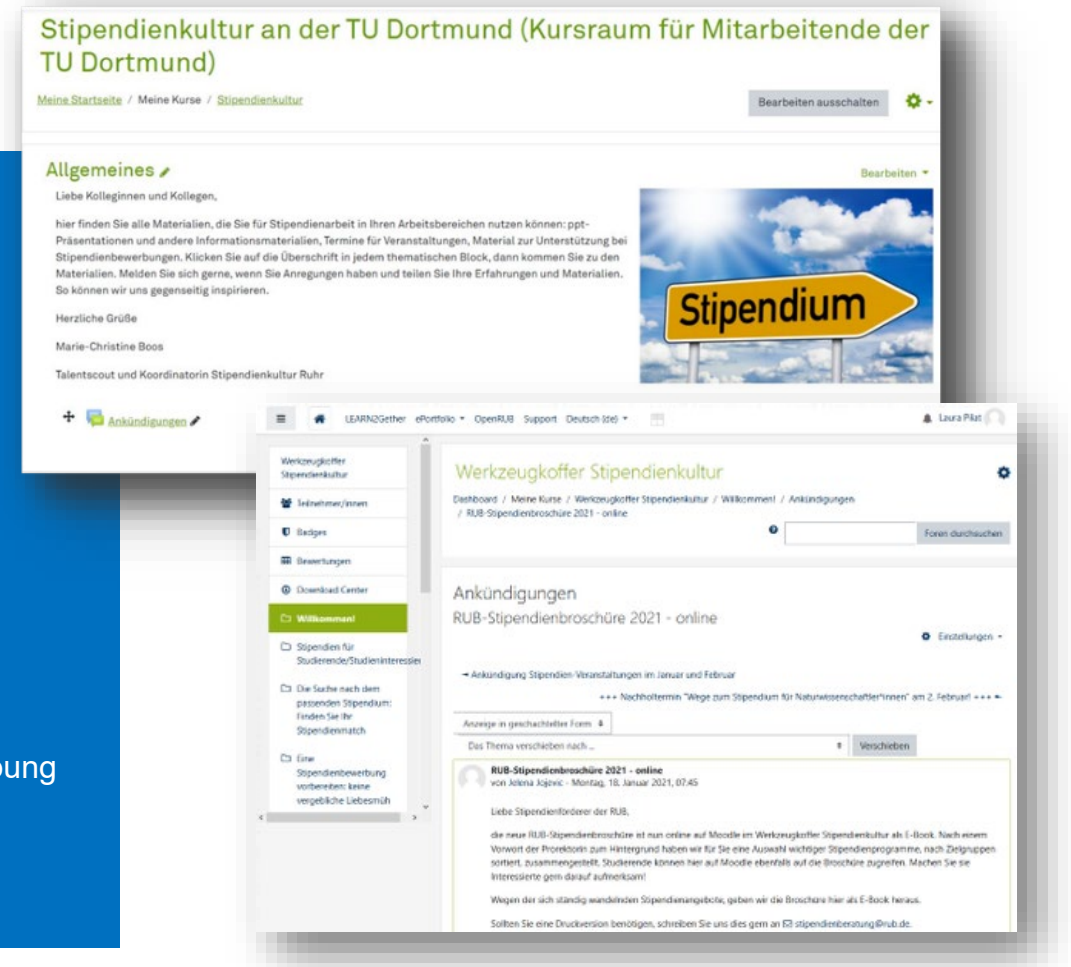 Stipendienkultur an der TU Dortmund (Kursraum für Mitarbeitende der
TU Dortmund)
Meine Startseite / Meine Kurse / Stipendienkultur
Bearbeiten ausschalten
Allgemeines
Bearbeiten
Liebe Kolleginnen und Kollegen,
hier finden Sie alle Materialien, die Sie für Stipendienarbeit in Ihren Arbeitsbereichen nutzen können: ppt-
Präsentationen und andere Informationsmaterialien, Termine für Veranstaltungen, Material zur Unterstützung bei
Stipendienbewerbungen. Klicken Sie auf die Überschrift in jedem thematischen Block, dann kommen Sie zu den
Materialien. Melden Sie sich gerne, wenn Sie Anregungen haben und teilen Sie Ihre Erfahrungen und Materialien.
So können wir uns gegenseitig inspirieren.
Herzliche Grüße
Marie-Christine Boos
Talentscout und Koordinatorin Stipendienkultur Ruhr
Stipendium
Ankündigungen
LEARN2Gether ePortfolio OpenRUB Support Deutsch (de)
Laura Pilat
Werkzeugkoffer
Stipendienkultur
Teilnehmer/innen
Badges
Bewertungen
Download Center
Willkommen!
Stipendien für
Studierende/Studieninteressier
Die Suche nach dem
passenden Stipendium:
Finden Sie Ihr
Stipendienmatch
Eine
Stipendienbewerbung
vorbereiten: keine
vergebliche Liebesmüh
Werkzeugkoffer Stipendienkultur
Dashboard / Meine Kurse / Werkzeugkoffer Stipendienkultur / Willkommen! / Ankündigungen
/ RUB-Stipendienbroschüre 2021 - online
Foren durchsuchen
Ankündigungen
RUB-Stipendienbroschüre 2021 - online
Einstellungen
Ankündigung Stipendien-Veranstaltungen im Januar und Februar
+++ Nachholtermin "Wege zum Stipendium für Naturwissenschaftler*innen" am 2. Februar! +++
Anzeige in geschachtelter Form
Das Thema verschieben nach ...
Verschieben
RUB-Stipendienbroschüre 2021 - online
von Jelena Jojevic - Montag, 18. Januar 2021, 07:45
Liebe Stipendienförderer der RUB,
die neue RUB-Stipendienbroschüre ist nun online auf Moodle im Werkzeugkoffer Stipendienkultur als E-Book. Nach einem
Vorwort der Prorektorin zum Hintergrund haben wir für Sie eine Auswahl wichtiger Stipendienprogramme, nach Zielgruppen
sortiert, zusammengestellt. Studierende können hier auf Moodle ebenfalls auf die Broschüre zugreifen. Machen Sie sie
Interessierte gern darauf aufmerksam!
Wegen der sich ständig wandelnden Stipendienangebote, geben wir die Broschüre hier als E-Book heraus.
Sollten Sie eine Druckversion benötigen, schreiben Sie uns dies gern an stipendienberatung@rub.de.